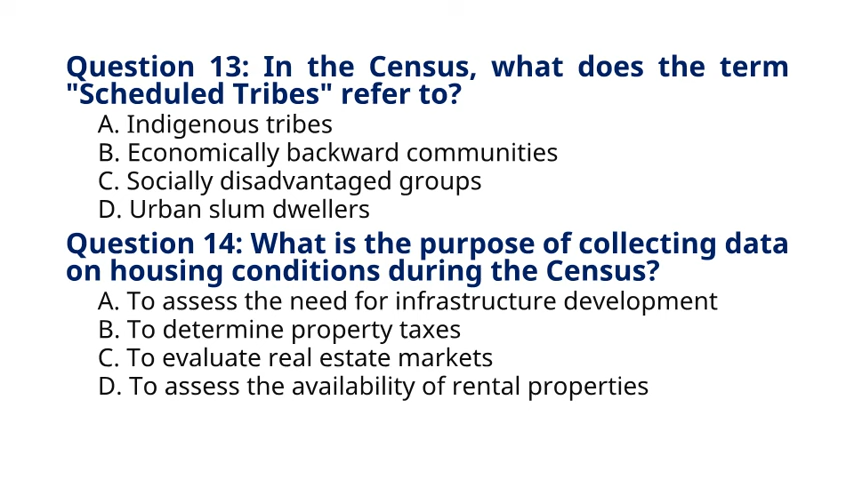 Question 13: In the Census, what does the term
"Scheduled Tribes" refer to?
A. Indigenous tribes
B. Economically backward communities
C. Socially disadvantaged groups
D. Urban slum dwellers
Question 14: What is the purpose of collecting data
on housing conditions during the Census?
A. To assess the need for infrastructure development
B. To determine property taxes
C. To evaluate real estate markets
D. To assess the availability of rental properties